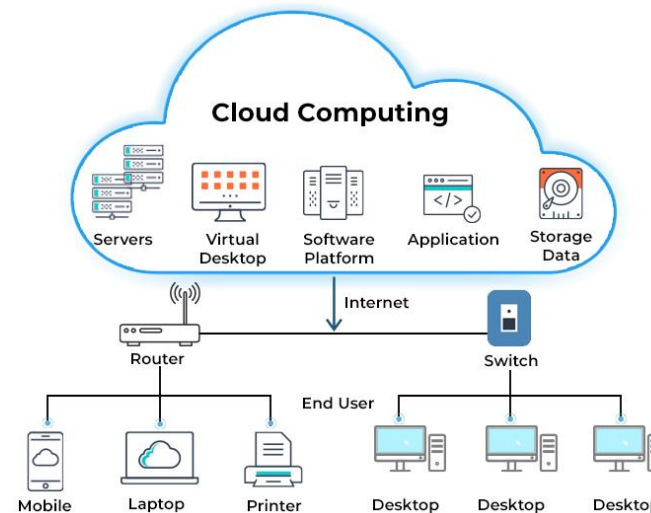 Cloud Computing
Servers
Virtual
Desktop
Software
Platform
</>
Application
Storage
Data
Internet
Router
Switch
End User
Mobile
Laptop
Printer
Desktop
Desktop
Desktop